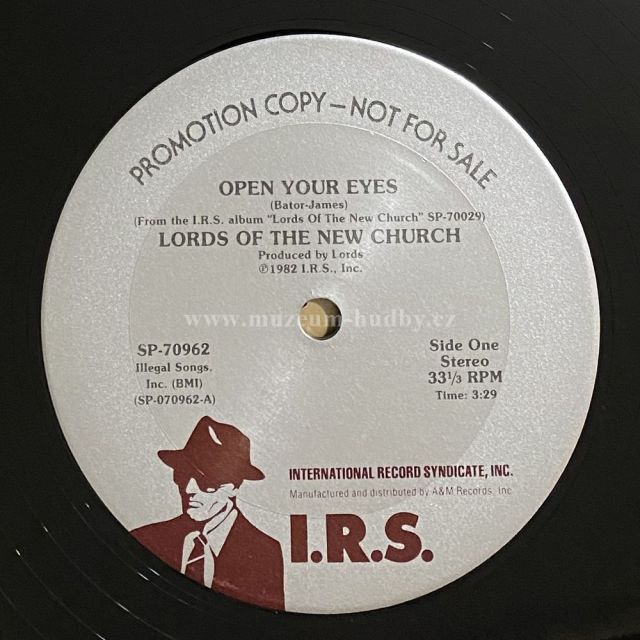 PROMOTION COPY—NOT FOR SALE
OPEN YOUR EYES
(Bator-James)
(From the I.R.S. album "Lords Of The New Church" SP-70029)
LORDS OF THE NEW CHURCH
Produced by Lords
℗1982 I.R.S., Inc.
www.muzeum-hudby.cz
SP-70962
Illegal Songs,
Inc. (BMI)
(SP-070962-A)
Side One
Stereo
33⅓ RPM
Time: 3:29
INTERNATIONAL RECORD SYNDICATE, INC.
Manufactured and distributed by A&M Records, Inc.
I.R.S.